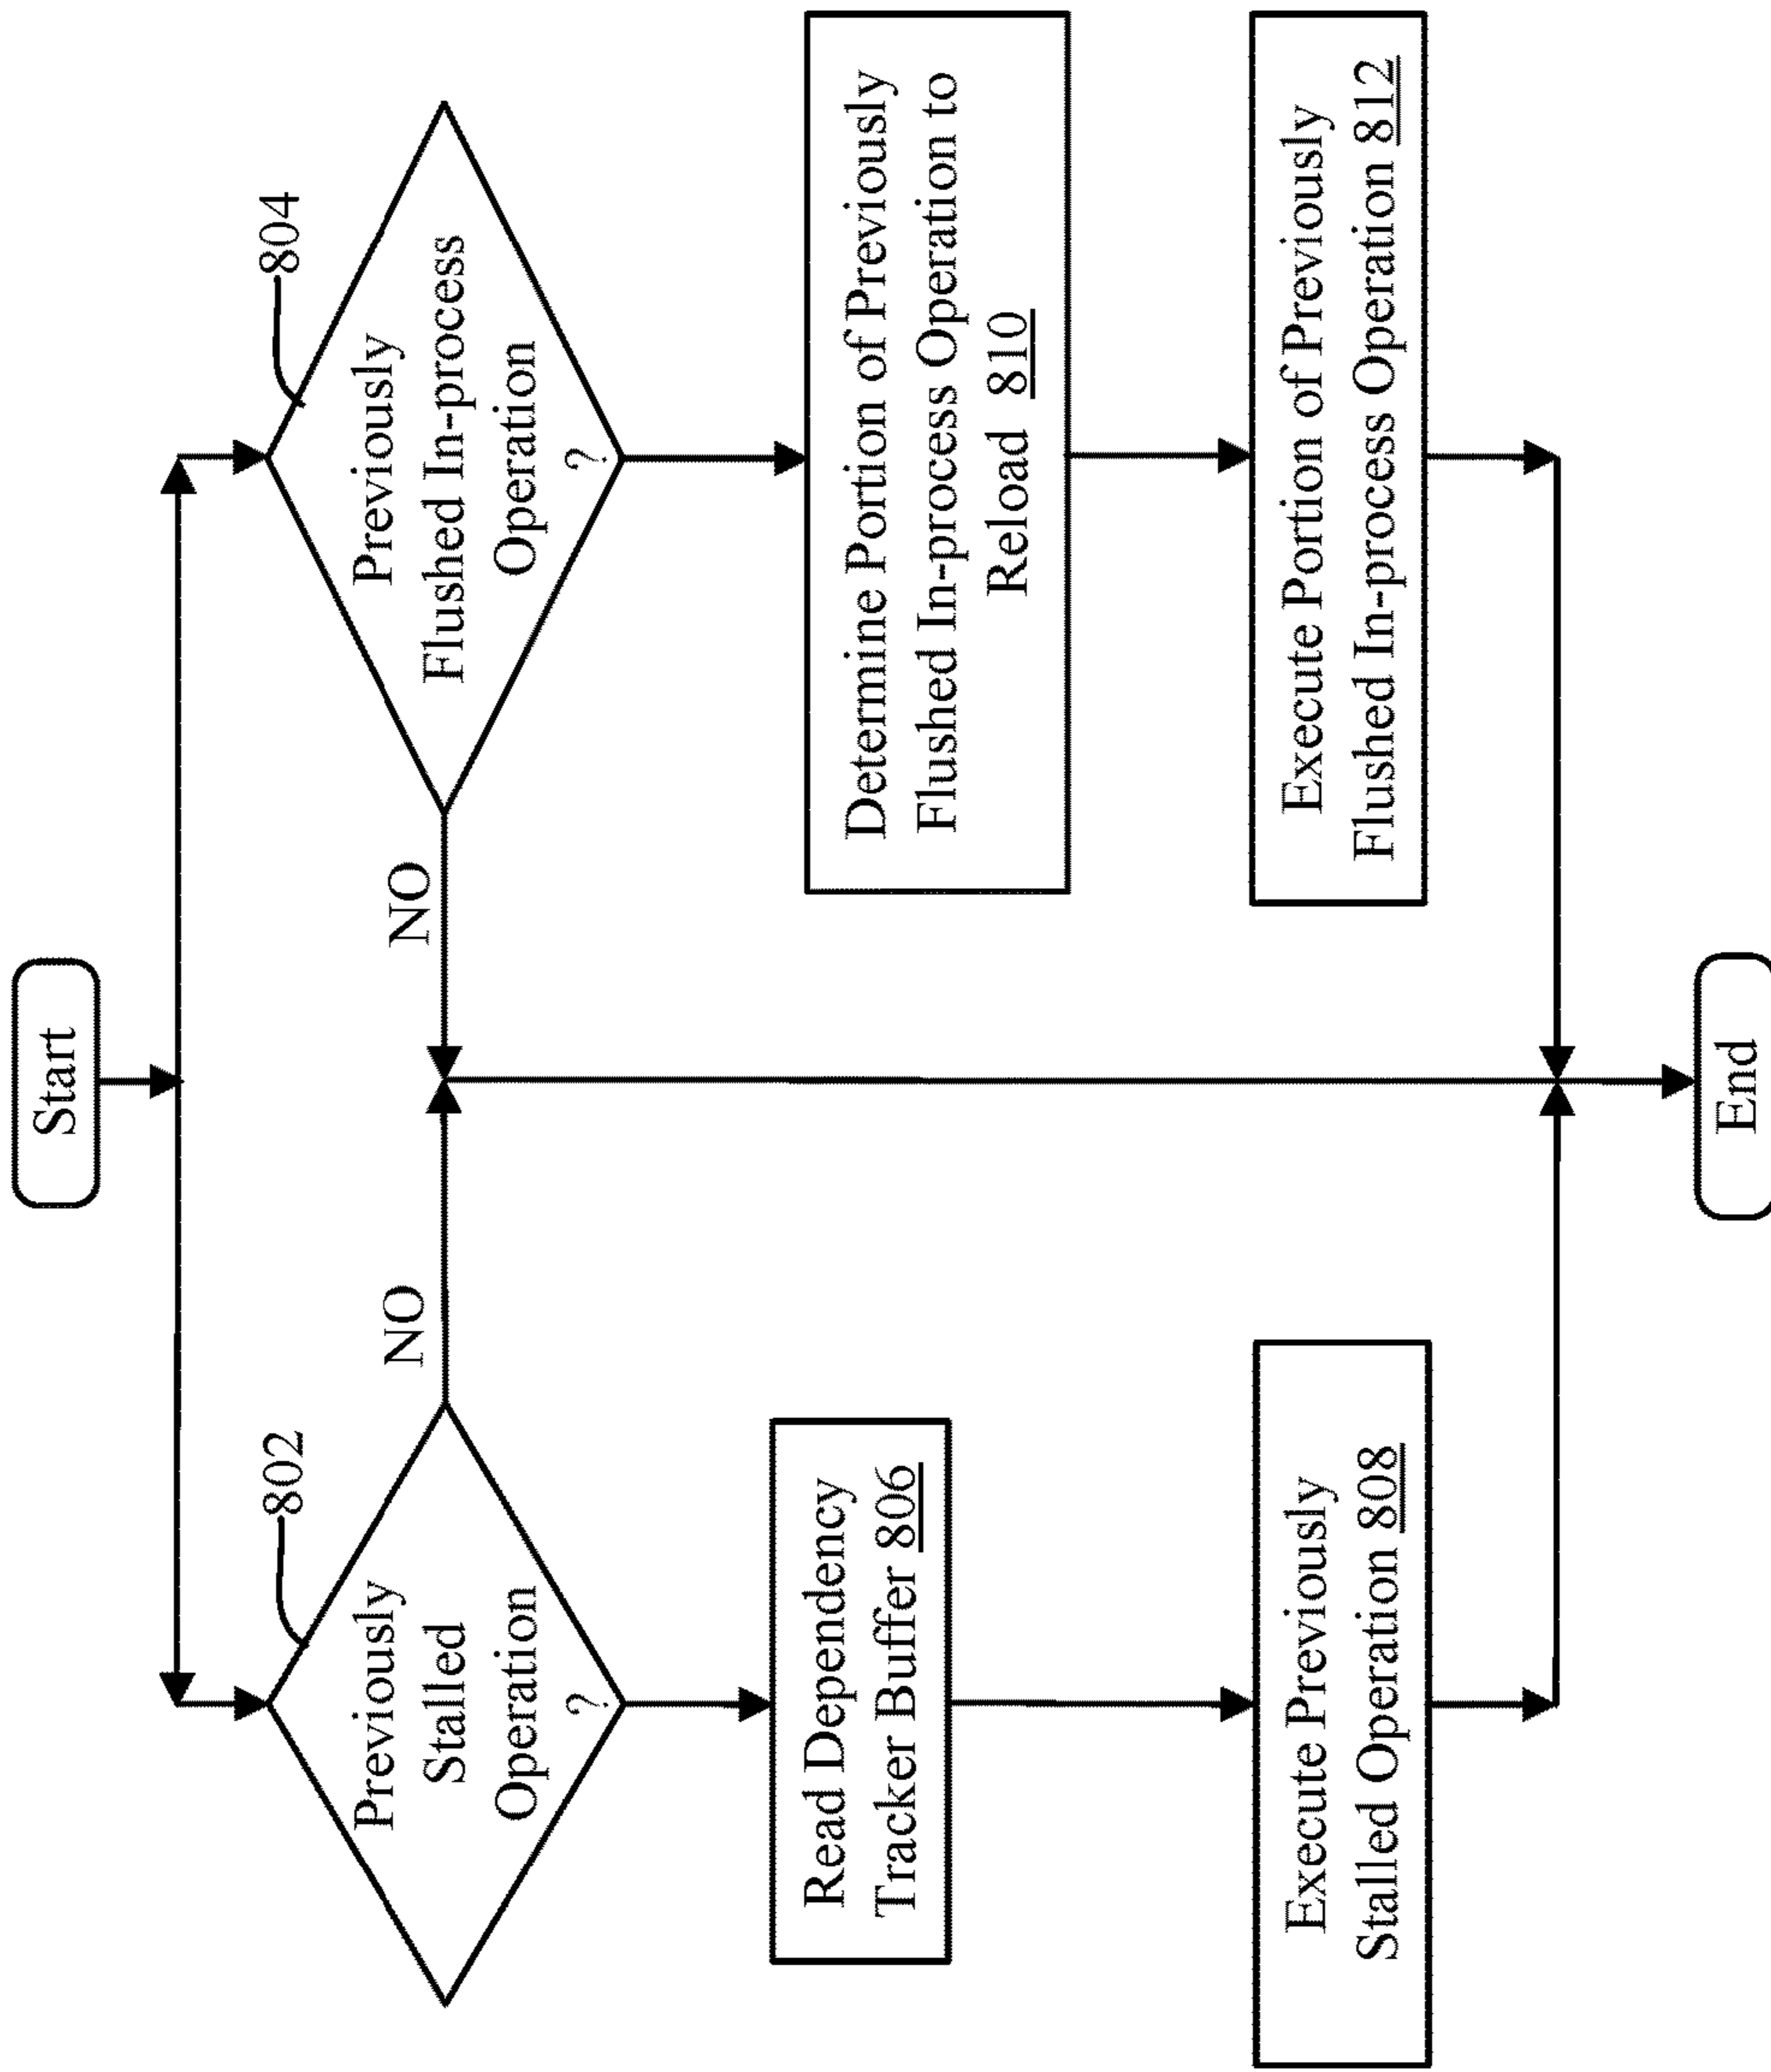 Start
802
804
Previously
Stalled
Operation
?
NO
NO
Previously
Flushed In-process
Operation
?
Read Dependency
Tracker Buffer 806
Determine Portion of Previously
Flushed In-process Operation to
Reload 810
Execute Previously
Stalled Operation 808
Execute Portion of Previously
Flushed In-process Operation 812
End